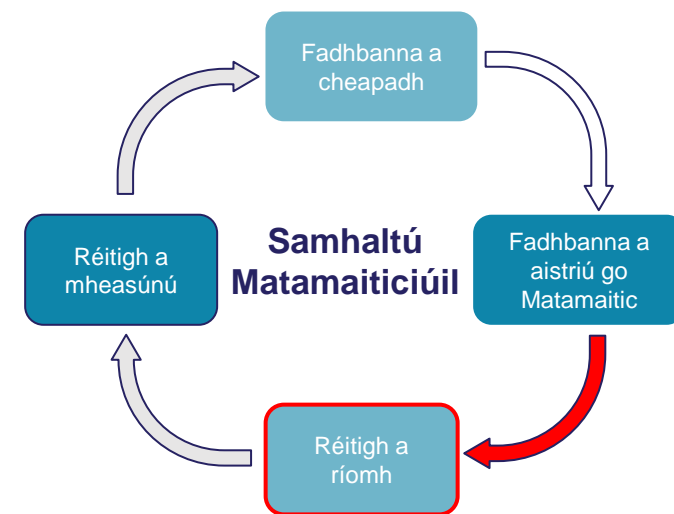 Fadhbanna a
cheapadh
Samhaltú
Matamaiticiúil
Réitigh a
mheasúnú
Fadhbanna a
aistriú go
Matamaitic
Réitigh a
ríomh